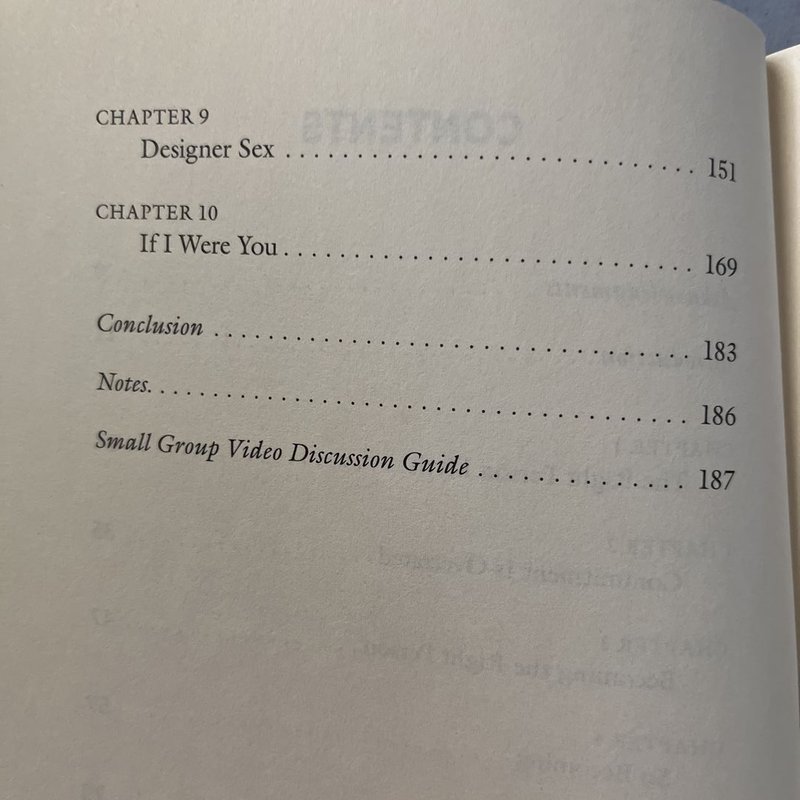 CHAPTER 9
Designer Sex . . . . . . . . . . . . . . . . . . . . . . . . . . . . . . 151
CHAPTER 10
If I Were You . . . . . . . . . . . . . . . . . . . . . . . . . . . . . . 169
Conclusion . . . . . . . . . . . . . . . . . . . . . . . . . . . . . . . . . . 183
Notes. . . . . . . . . . . . . . . . . . . . . . . . . . . . . . . . . . . . . . 186
Small Group Video Discussion Guide . . . . . . . . . . . . . . . 187